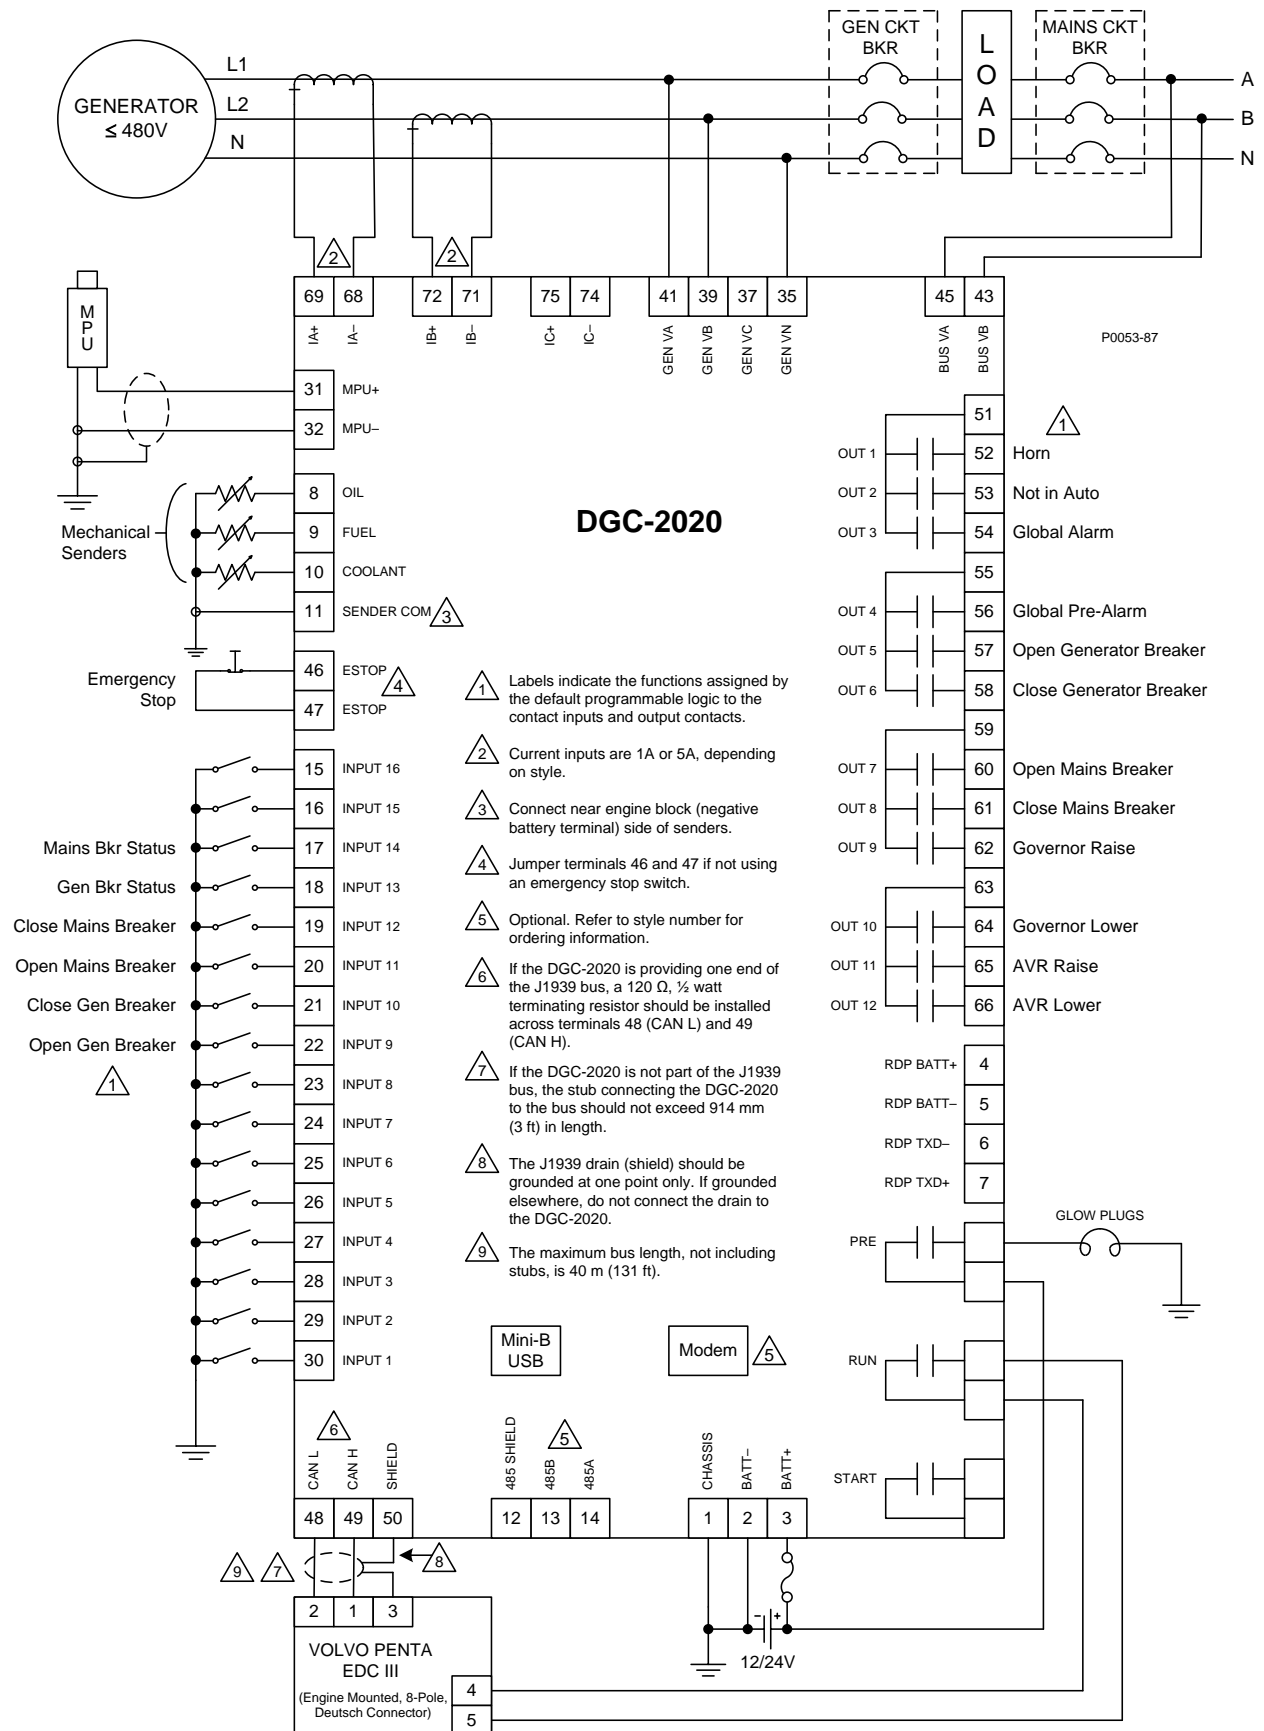 GEN CKT
BKR
L
O
A
D
MAINS CKT
BKR
L1
L2
N
GENERATOR
≤ 480V
A
B
N
2
2
69
68
72
71
75
74
41
39
37
35
45
43
IA+
IA–
IB+
IB–
IC+
IC–
GEN VA
GEN VB
GEN VC
GEN VN
BUS VA
BUS VB
P0053-87
M
P
U
31 MPU+
32 MPU–
8 OIL
9 FUEL
10 COOLANT
11 SENDER COM
3
Mechanical
Senders
DGC-2020
Emergency
Stop
46 ESTOP
47 ESTOP
4
15 INPUT 16
16 INPUT 15
Mains Bkr Status 17 INPUT 14
Gen Bkr Status 18 INPUT 13
Close Mains Breaker 19 INPUT 12
Open Mains Breaker 20 INPUT 11
Close Gen Breaker 21 INPUT 10
Open Gen Breaker 22 INPUT 9
1
23 INPUT 8
24 INPUT 7
25 INPUT 6
26 INPUT 5
27 INPUT 4
28 INPUT 3
29 INPUT 2
30 INPUT 1
1 Labels indicate the functions assigned by
the default programmable logic to the
contact inputs and output contacts.
2 Current inputs are 1A or 5A, depending
on style.
3 Connect near engine block (negative
battery terminal) side of senders.
4 Jumper terminals 46 and 47 if not using
an emergency stop switch.
5 Optional. Refer to style number for
ordering information.
6 If the DGC-2020 is providing one end of
the J1939 bus, a 120 Ω, ½ watt
terminating resistor should be installed
across terminals 48 (CAN L) and 49
(CAN H).
7 If the DGC-2020 is not part of the J1939
bus, the stub connecting the DGC-2020
to the bus should not exceed 914 mm
(3 ft) in length.
8 The J1939 drain (shield) should be
grounded at one point only. If grounded
elsewhere, do not connect the drain to
the DGC-2020.
9 The maximum bus length, not including
stubs, is 40 m (131 ft).
51
1
OUT 1 52 Horn
OUT 2 53 Not in Auto
OUT 3 54 Global Alarm
55
OUT 4 56 Global Pre-Alarm
OUT 5 57 Open Generator Breaker
OUT 6 58 Close Generator Breaker
59
OUT 7 60 Open Mains Breaker
OUT 8 61 Close Mains Breaker
OUT 9 62 Governor Raise
63
OUT 10 64 Governor Lower
OUT 11 65 AVR Raise
OUT 12 66 AVR Lower
RDP BATT+ 4
RDP BATT– 5
RDP TXD– 6
RDP TXD+ 7
GLOW PLUGS
PRE
RUN
START
Mini-B
USB
Modem
5
6
CAN L
CAN H
SHIELD
485 SHIELD
485B
485A
5
CHASSIS
BATT–
BATT+
48
49
50
12
13
14
1
2
3
9
7
8
2
1
3
- +
12/24V
VOLVO PENTA
EDC III
(Engine Mounted, 8-Pole,
Deutsch Connector)
4
5